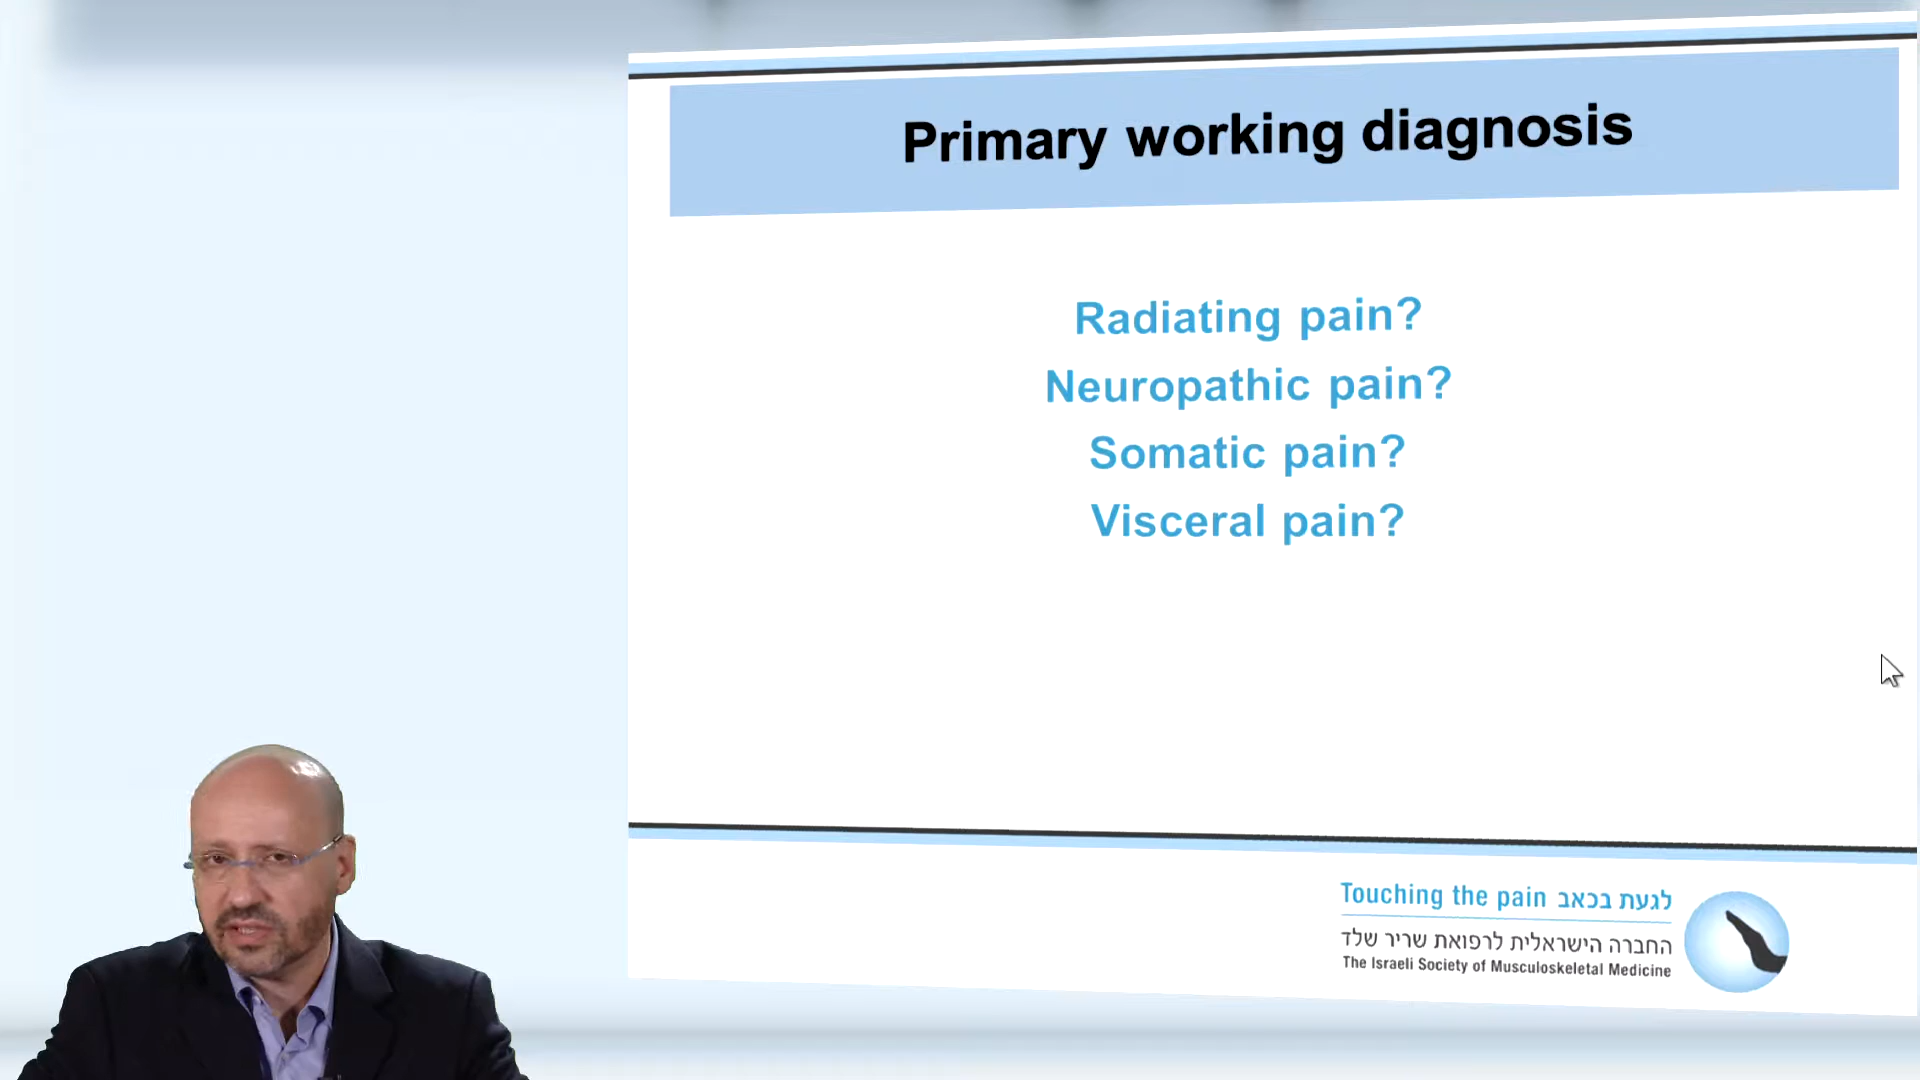 Primary working diagnosis
Radiating pain?
Neuropathic pain?
Somatic pain?
Visceral pain?
Touching the pain לגעת בכאב
החברה הישראלית לרפואת שריר שלד
The Israeli Society of Musculoskeletal Medicine